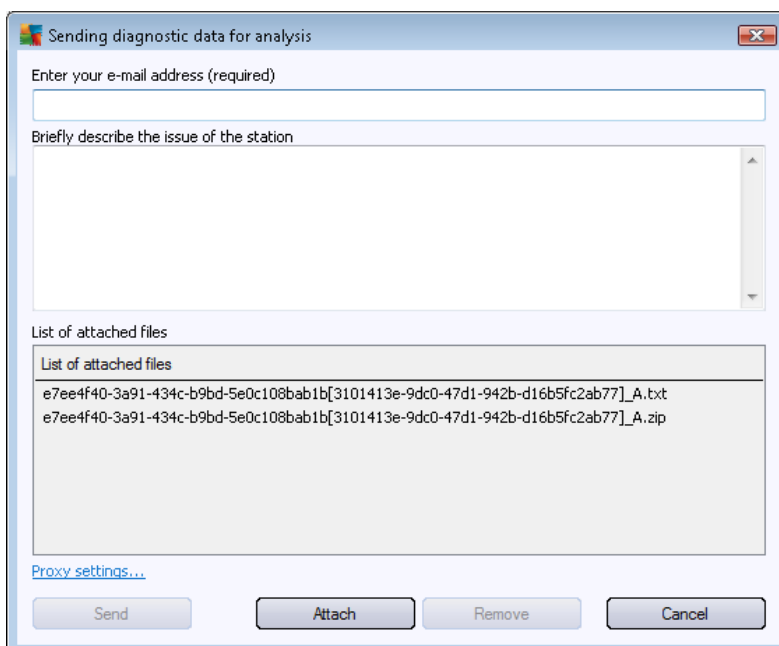 Sending diagnostic data for analysis
Enter your e-mail address (required)
Briefly describe the issue of the station
List of attached files
List of attached files
e7ee4f40-3a91-434c-b9bd-5e0c108bab1b[3101413e-9dc0-47d1-942b-d16b5fc2ab77]_A.txt
e7ee4f40-3a91-434c-b9bd-5e0c108bab1b[3101413e-9dc0-47d1-942b-d16b5fc2ab77]_A.zip
Proxy settings...
Send Attach Remove Cancel